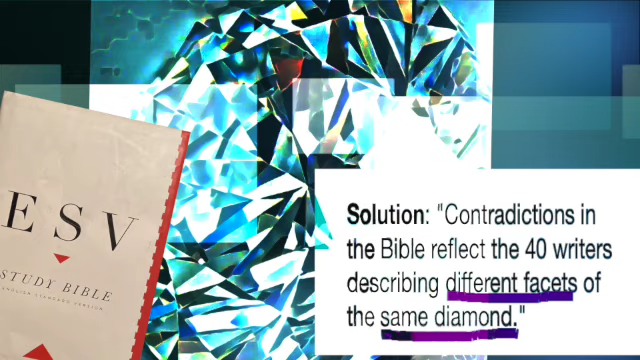 ESV
STUDY BIBLE
ENGLISH STANDARD VERSION
Solution: "Contradictions in
the Bible reflect the 40 writers
describing different facets of
the same diamond."